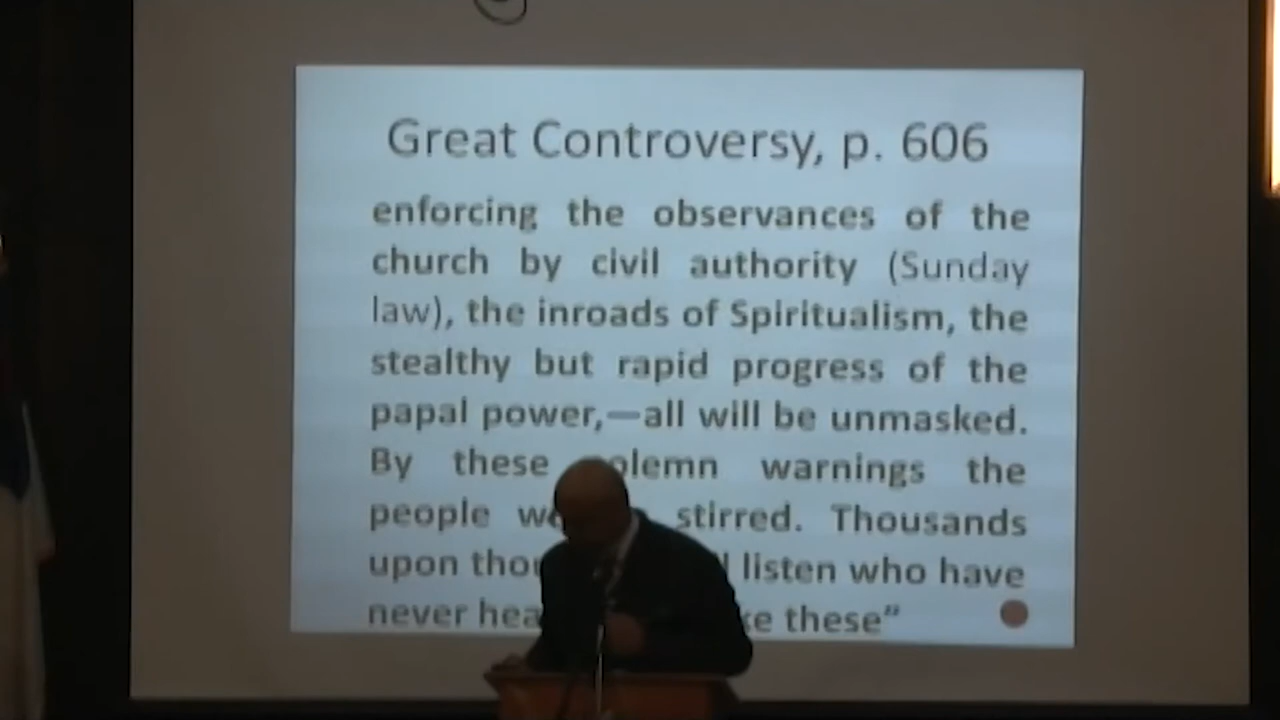 Great Controversy, p. 606
enforcing the observances of the
church by civil authority (Sunday
law), the inroads of Spiritualism, the
stealthy but rapid progress of the
papal power,—all will be unmasked.
By these warnings the
people stirred. Thousands
upon listen who have
never these”